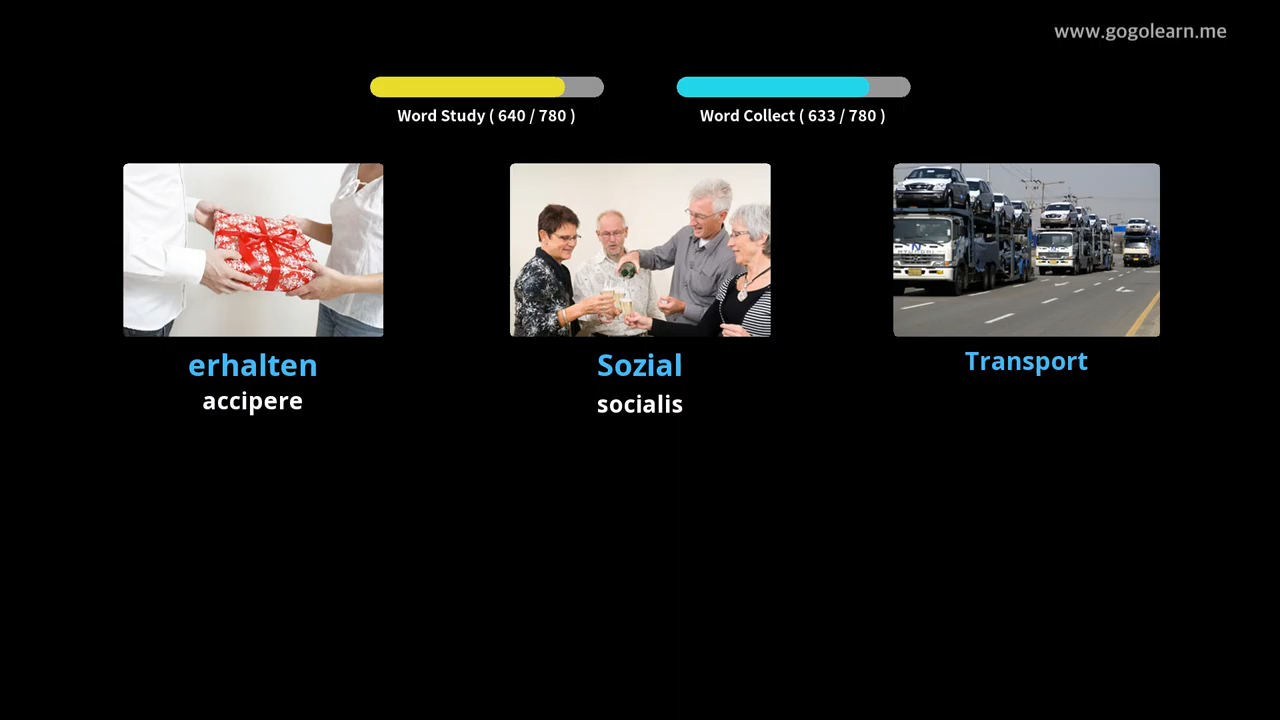 www.gogolearn.me
Word Study ( 640 / 780 )
Word Collect ( 633 / 780 )
erhalten
accipere
Sozial
socialis
Transport